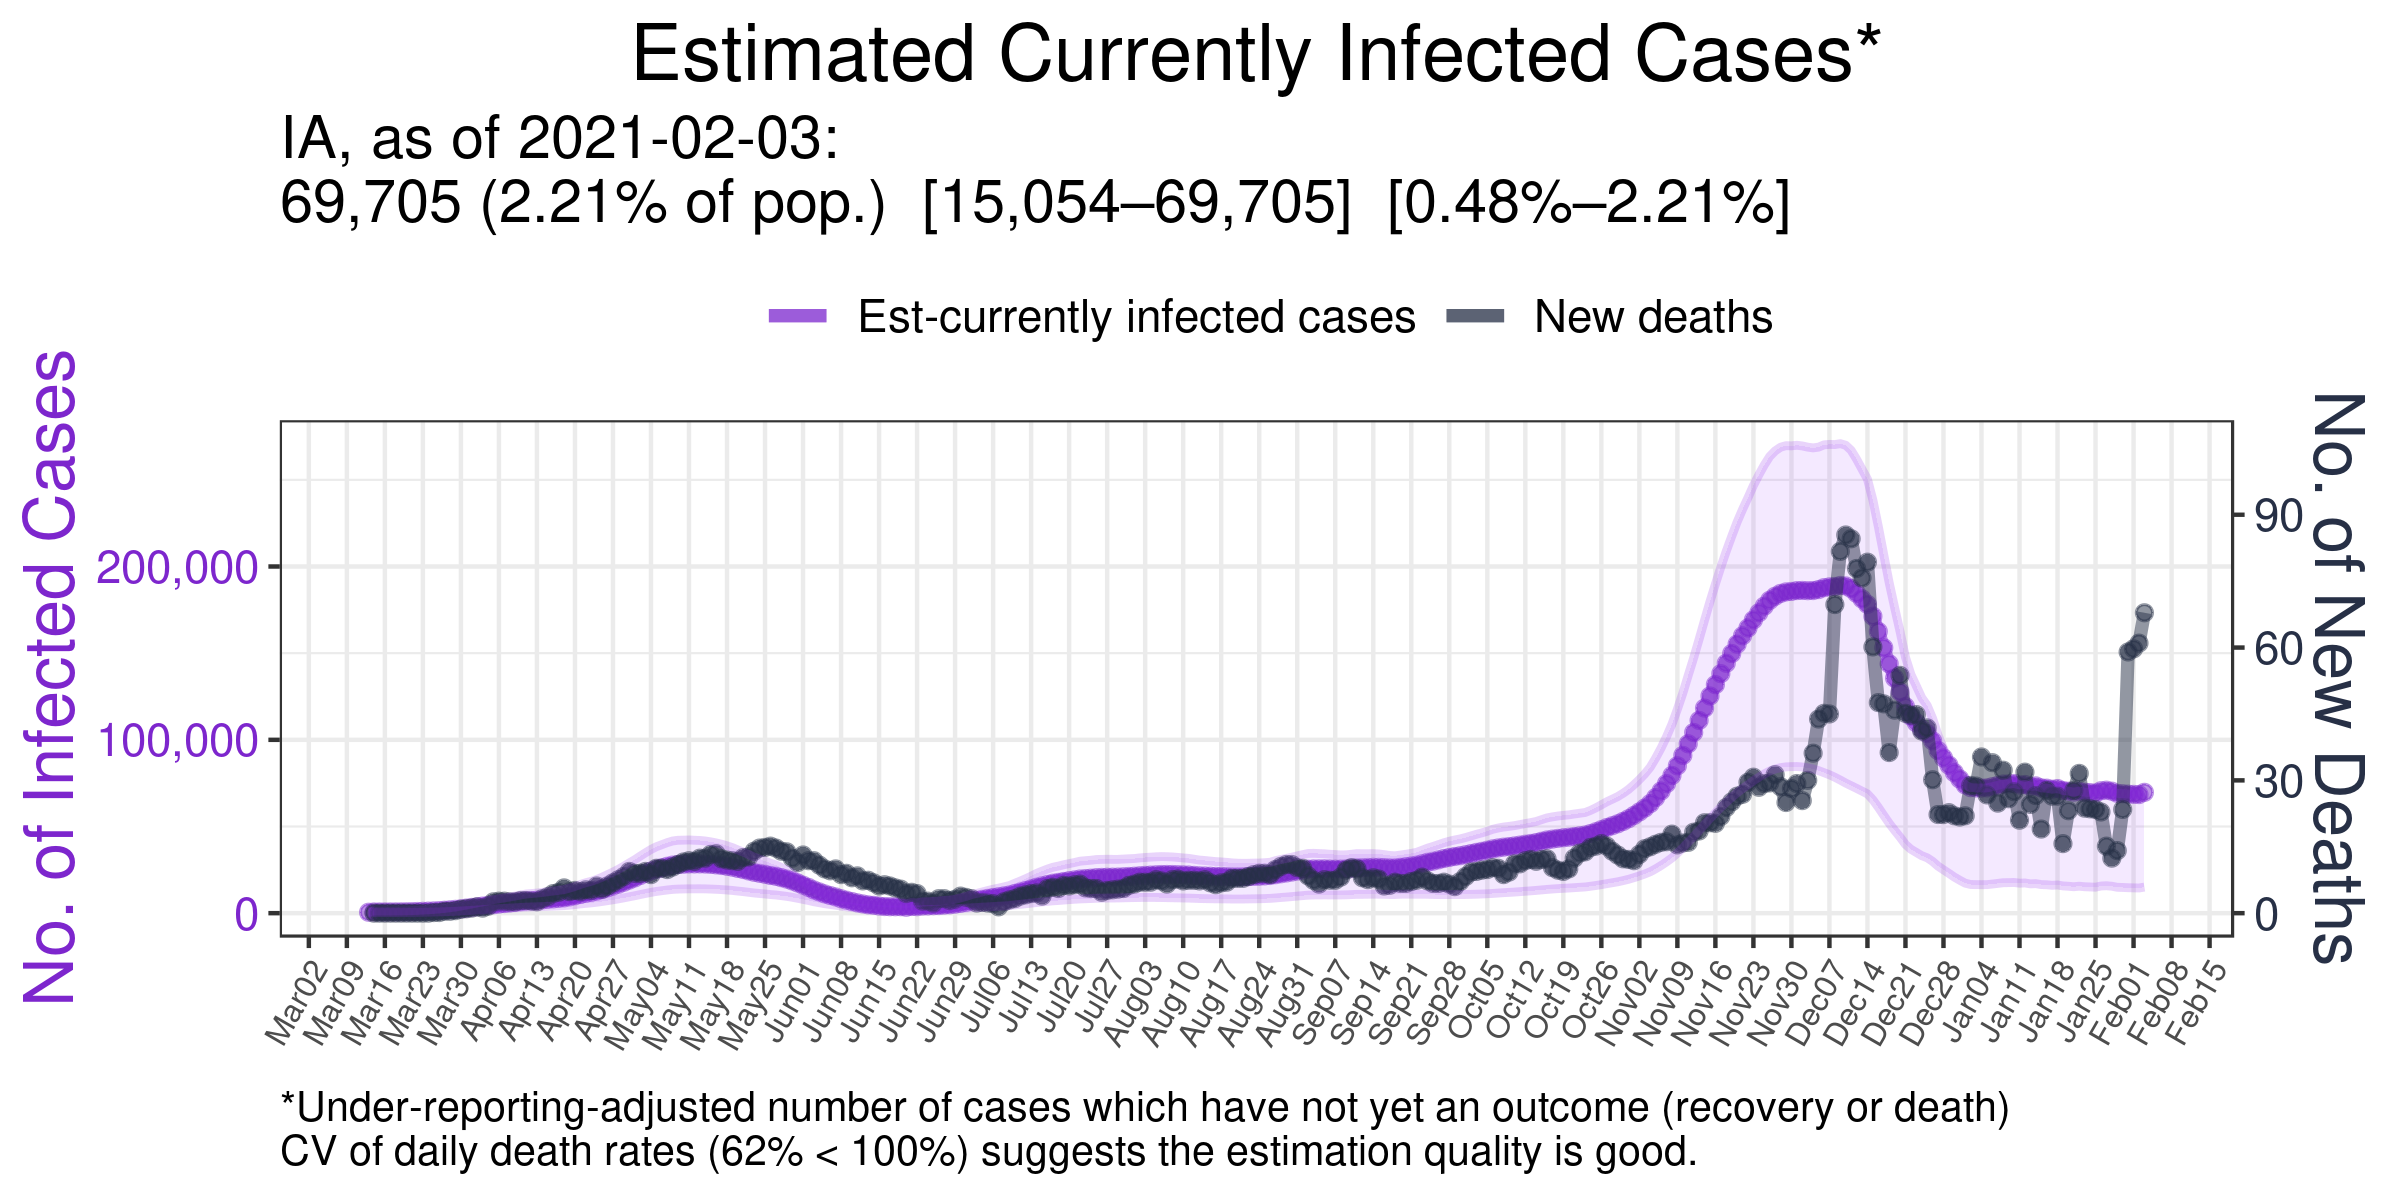 Estimated Currently Infected Cases*
IA, as of 2021-02-03:
69,705 (2.21% of pop.) [15,054–69,705] [0.48%–2.21%]
Est-currently infected cases New deaths
No. of Infected Cases
200,000
100,000
0
90
60
30
0
No. of New Deaths
Mar02 Mar09 Mar16 Mar23 Mar30 Apr06 Apr13 Apr20 Apr27 May04 May11 May18 May25 Jun01 Jun08 Jun15 Jun22 Jun29 Jul06 Jul13 Jul20 Jul27 Aug03 Aug10 Aug17 Aug24 Aug31 Sep07 Sep14 Sep21 Sep28 Oct05 Oct12 Oct19 Oct26 Nov02 Nov09 Nov16 Nov23 Nov30 Dec07 Dec14 Dec21 Dec28 Jan04 Jan11 Jan18 Jan25 Feb01 Feb08 Feb15
*Under-reporting-adjusted number of cases which have not yet an outcome (recovery or death)
CV of daily death rates (62% < 100%) suggests the estimation quality is good.